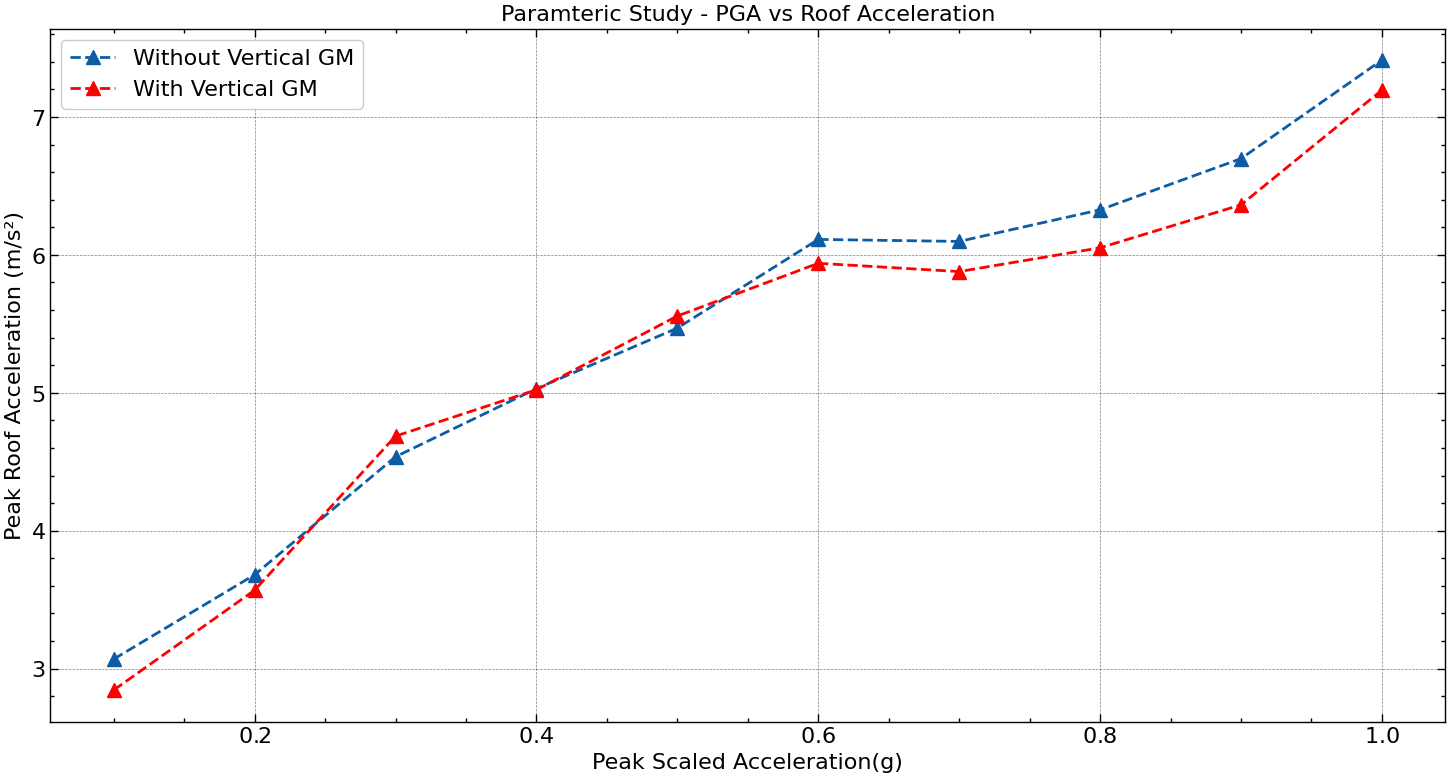 Paramteric Study - PGA vs Roof Acceleration
Without Vertical GM
With Vertical GM
Peak Roof Acceleration (m/s²)
7
6
5
4
3
0.2
0.4
0.6
0.8
1.0
Peak Scaled Acceleration(g)